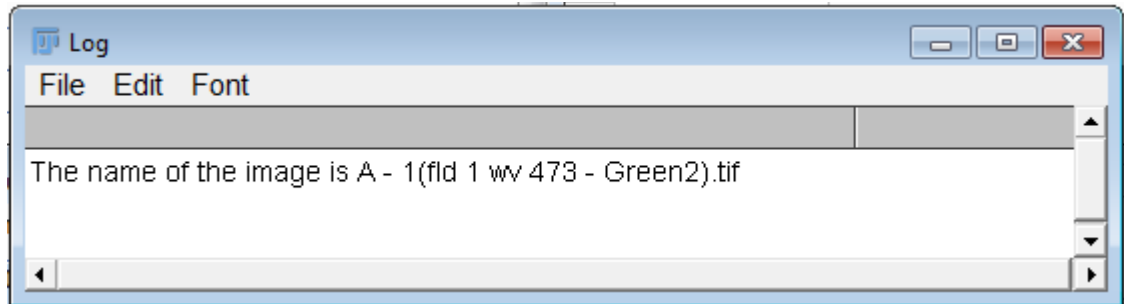 Log
File Edit Font
The name of the image is A - 1(fld 1 wv 473 - Green2).tif